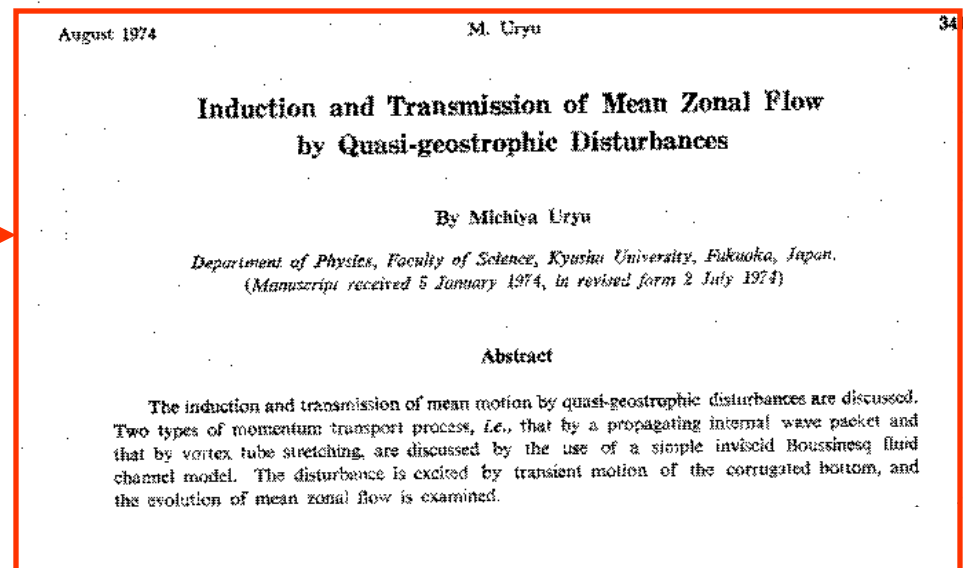 August 1974
M. Uryu
34
Induction and Transmission of Mean Zonal Flow
by Quasi-geostrophic Disturbances
By Michiya Uryu
Department of Physics, Faculty of Science, Kyushu University, Fukuoka, Japan.
(Manuscript received 5 January 1974, in revised form 2 July 1974)
Abstract
The induction and transmission of mean motion by quasi-geostrophic disturbances are discussed.
Two types of momentum transport process, i.e., that by a propagating internal wave packet and
that by vortex tube stretching, are discussed by the use of a simple inviscid Boussinesq fluid
channel model. The disturbance is excited by transient motion of the corrugated bottom, and
the evolution of mean zonal flow is examined.